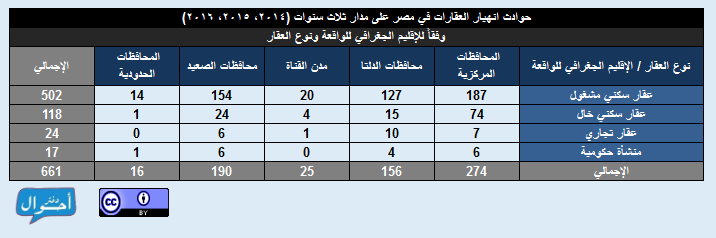 حوادث انهيار العقارات في مصر على مدار ثلاث سنوات (٢٠١٤، ٢٠١٥، ٢٠١٦)
وفقاً للإقليم الجغرافي للواقعة ونوع العقار
نوع العقار / الإقليم الجغرافي للواقعة المحافظات المركزية محافظات الدلتا مدن القناة محافظات الصعيد المحافظات الحدودية الإجمالي
عقار سكني مشغول 187 127 20 154 14 502
عقار سكني خال 74 15 4 24 1 118
عقار تجاري 7 10 1 6 0 24
منشأة حكومية 6 4 0 6 1 17
الإجمالي 274 156 25 190 16 661
دفتر أحوال
cc BY